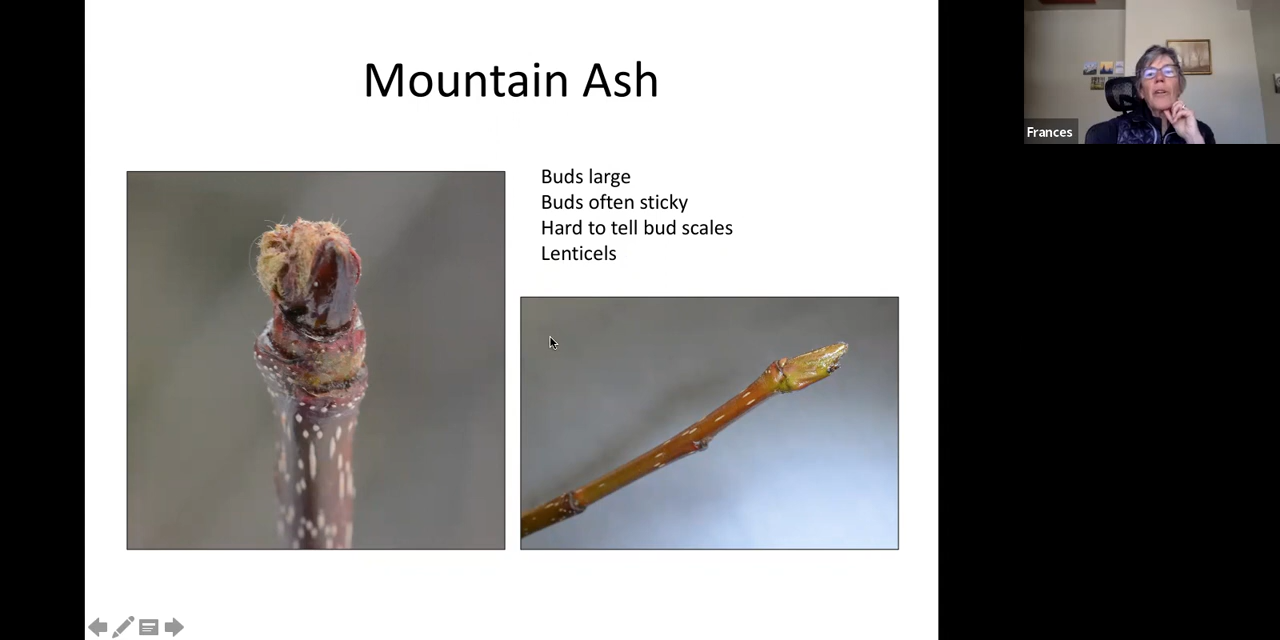 Mountain Ash
Buds large
Buds often sticky
Hard to tell bud scales
Lenticels
Frances